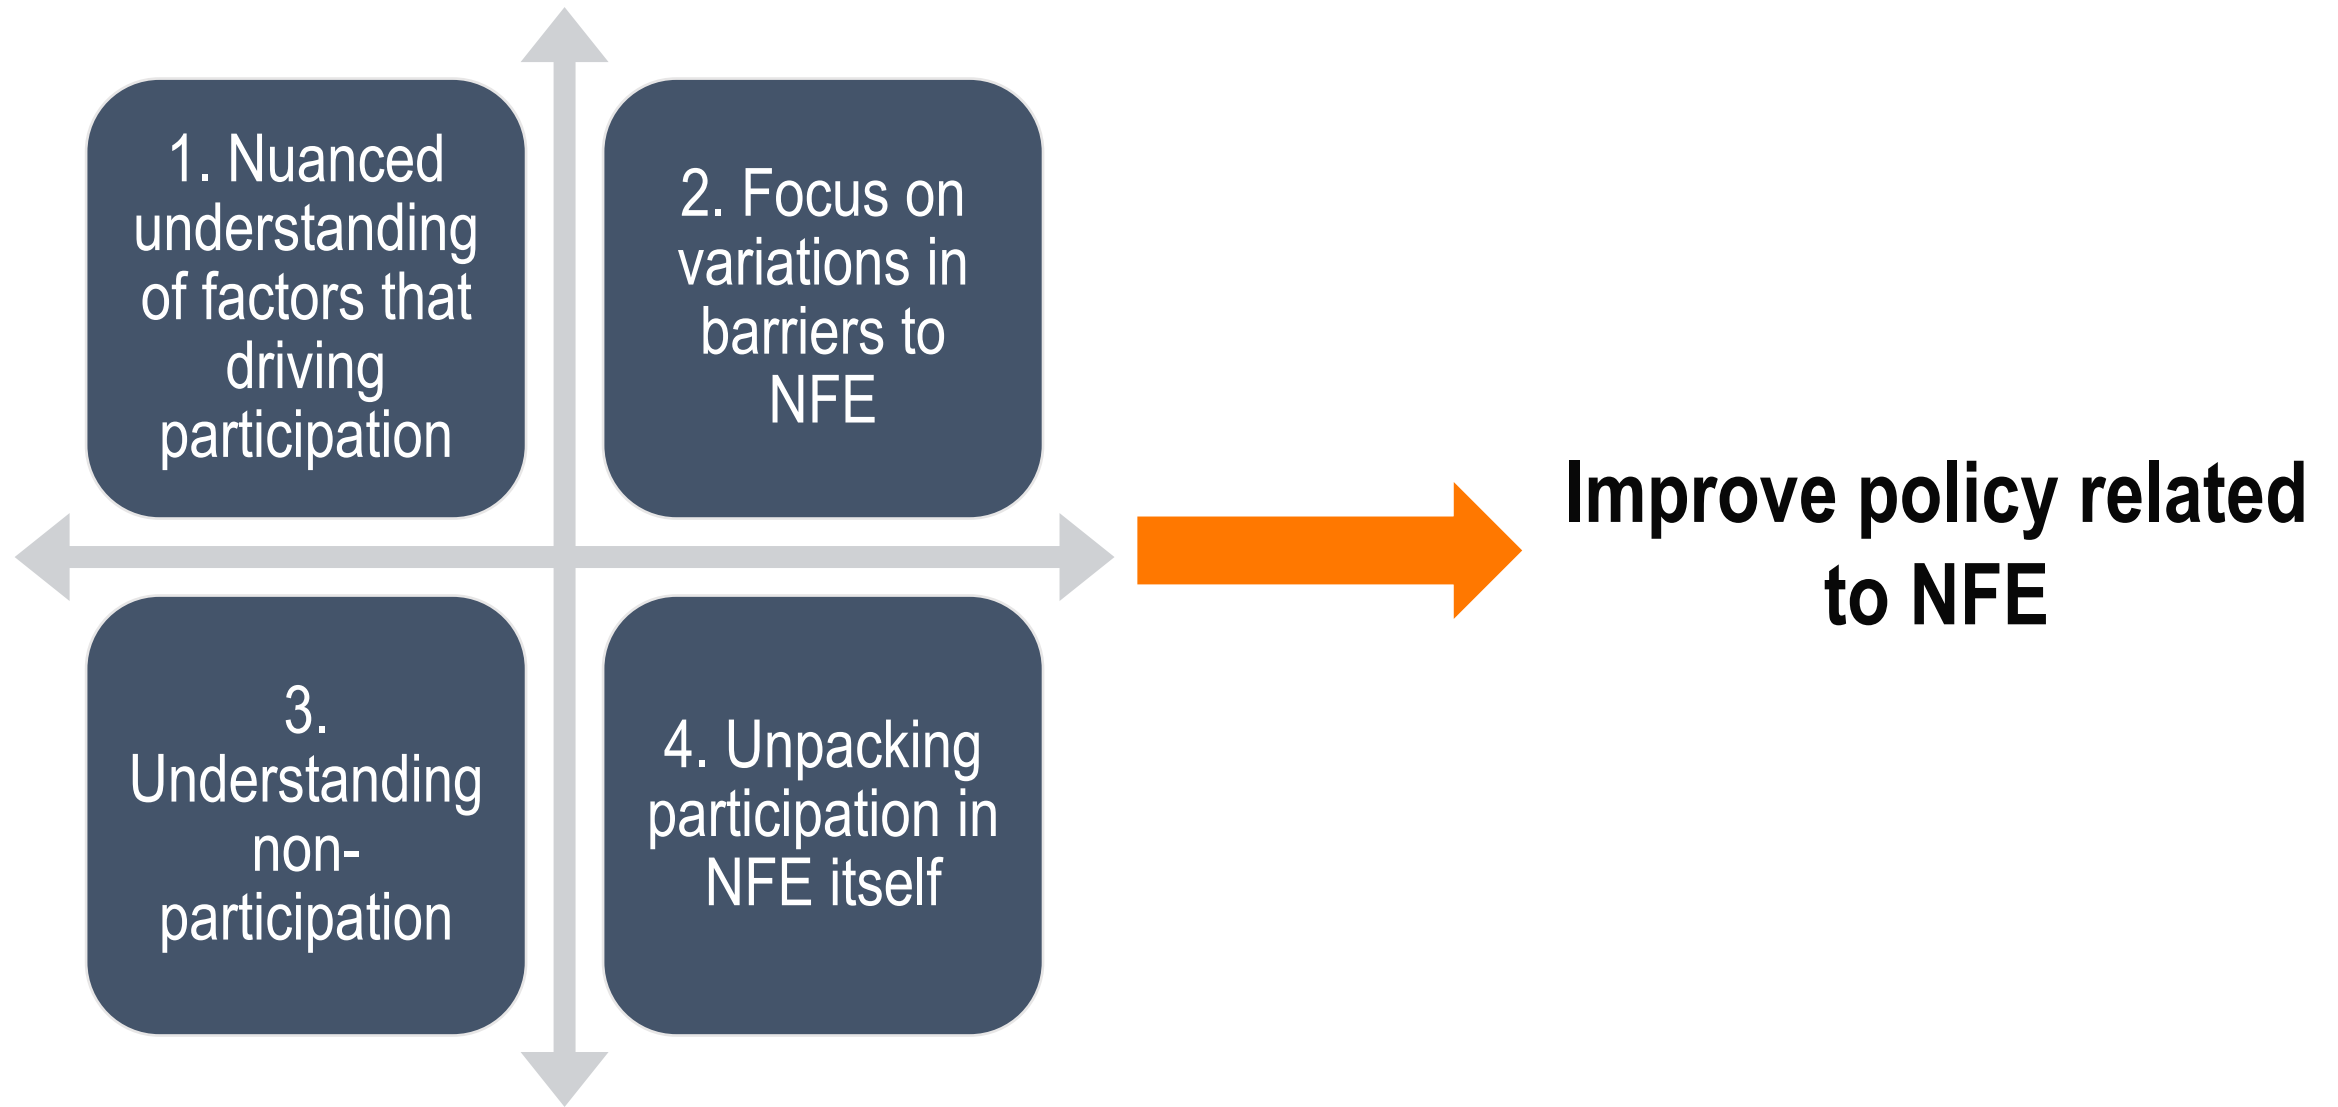 1. Nuanced
understanding
of factors that
driving
participation
2. Focus on
variations in
barriers to
NFE
3.
Understanding
non-
participation
4. Unpacking
participation in
NFE itself
Improve policy related
to NFE